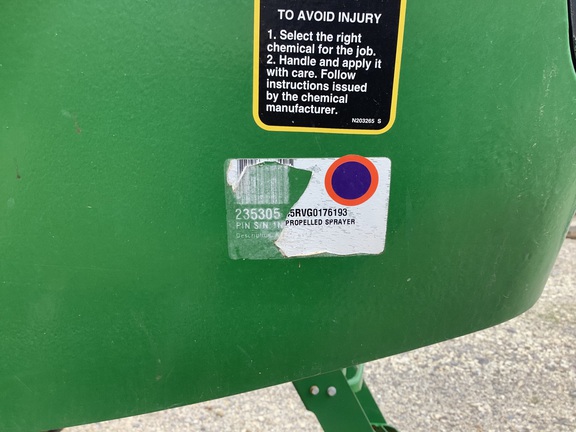 TO AVOID INJURY
1. Select the right
chemical for the job.
2. Handle and apply it
with care. Follow
instructions issued
by the chemical
manufacturer.
N203265 S
235305 5RVG0176193
PIN S/N 1N PROPELLED SPRAYER